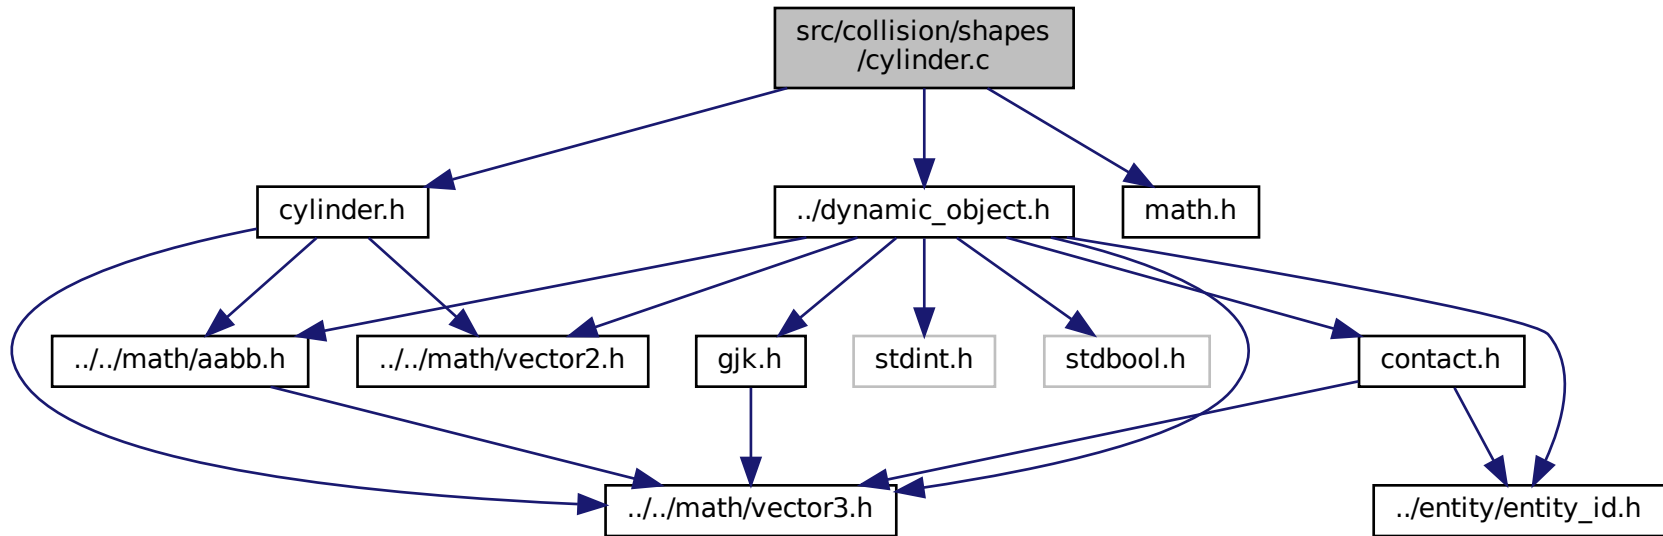 src/collision/shapes
/cylinder.c
cylinder.h
../dynamic_object.h
math.h
../../math/aabb.h
../../math/vector2.h
gjk.h
stdint.h
stdbool.h
contact.h
../../math/vector3.h
../entity/entity_id.h